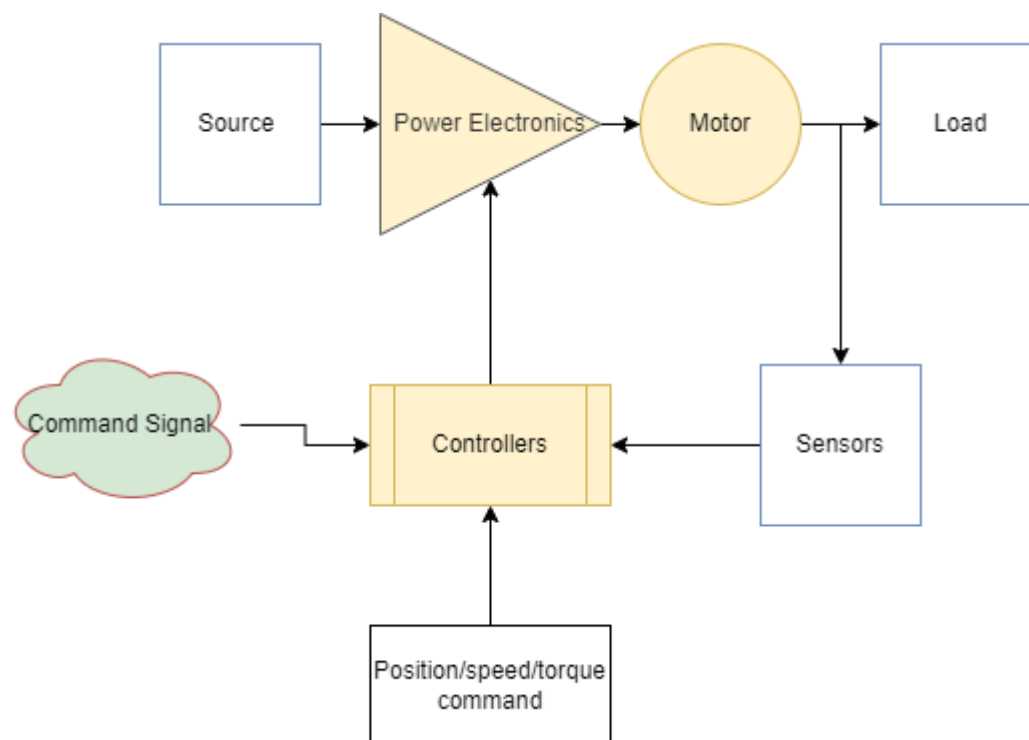 Source
Power Electronics
Motor
Load
Command Signal
Controllers
Sensors
Position/speed/torque
command